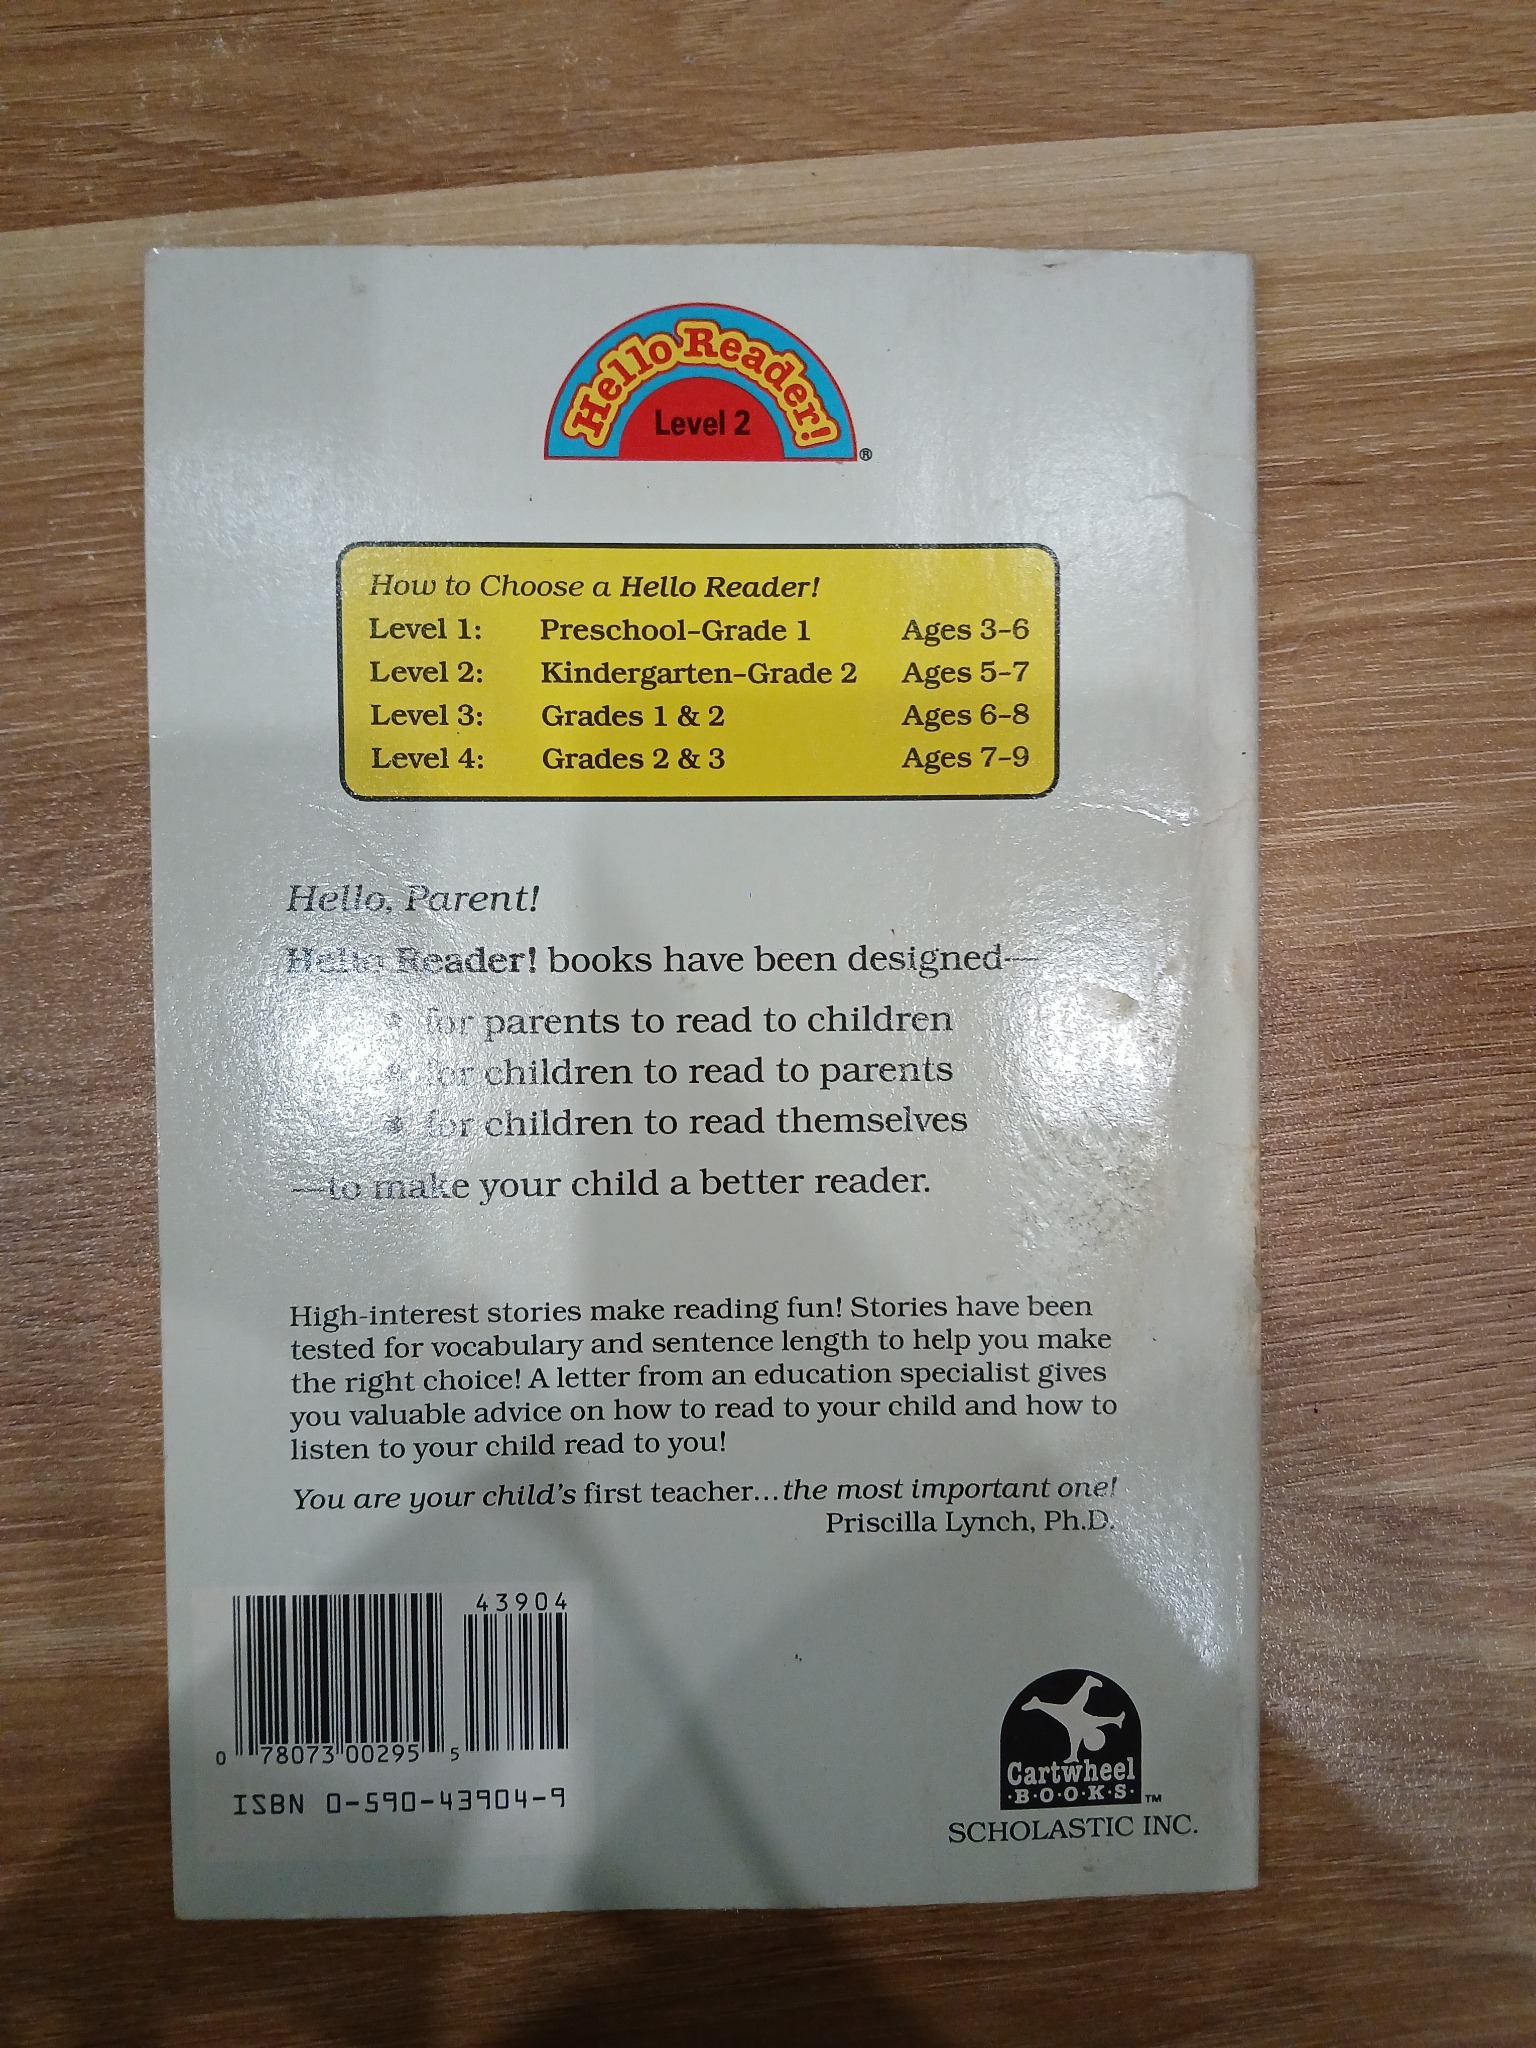 Hello Reader!
Level 2
®
How to Choose a Hello Reader!
Level 1: Preschool–Grade 1 Ages 3–6
Level 2: Kindergarten–Grade 2 Ages 5–7
Level 3: Grades 1 & 2 Ages 6–8
Level 4: Grades 2 & 3 Ages 7–9
Hello, Parent!
Hello Reader! books have been designed—
• for parents to read to children
• for children to read to parents
• for children to read themselves
—to make your child a better reader.
High-interest stories make reading fun! Stories have been
tested for vocabulary and sentence length to help you make
the right choice! A letter from an education specialist gives
you valuable advice on how to read to your child and how to
listen to your child read to you!
You are your child's first teacher...the most important one!
Priscilla Lynch, Ph.D.
43904
0 78073 00295 5
ISBN 0-590-43904-9
Cartwheel
·B·O·O·K·S· ™
SCHOLASTIC INC.